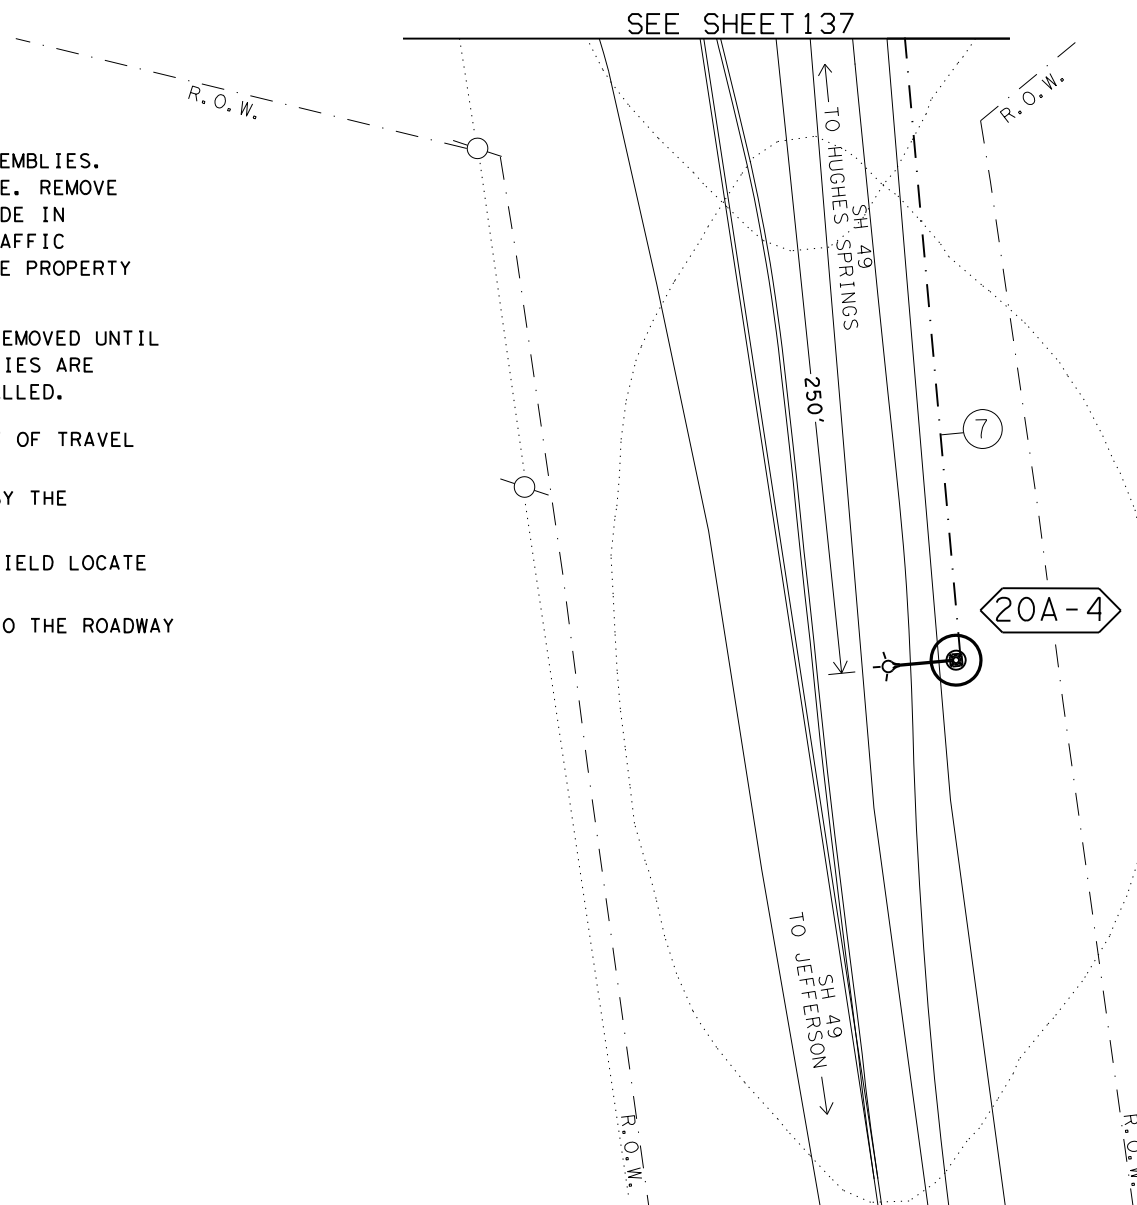 SEE SHEET 137
R.O.W.
R.O.W.
EMBLIES.
E. REMOVE
DE IN
AFFIC
E PROPERTY
EMOVED UNTIL
IES ARE
LLED.
OF TRAVEL
BY THE
IELD LOCATE
O THE ROADWAY
TO HUGHES SPRINGS
SH 49
250'
7
20A-4
TO JEFFERSON
SH 49
R.O.W.
R.O.W.